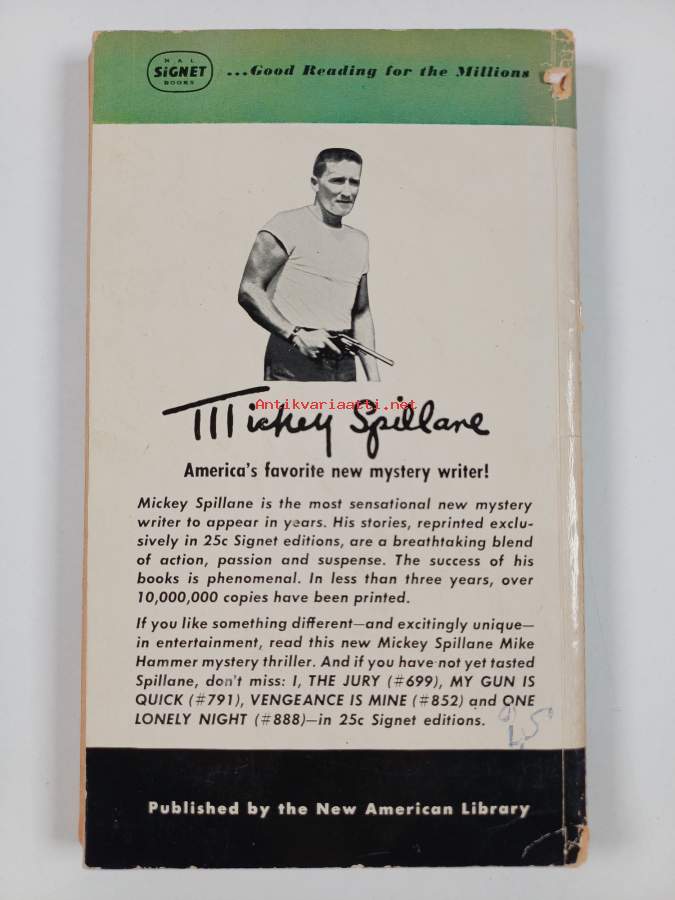 NAL
SIGNET
BOOKS
...Good Reading for the Millions
Antikvariaatti.net
Mickey Spillane
America's favorite new mystery writer!
Mickey Spillane is the most sensational new mystery
writer to appear in years. His stories, reprinted exclu-
sively in 25c Signet editions, are a breathtaking blend
of action, passion and suspense. The success of his
books is phenomenal. In less than three years, over
10,000,000 copies have been printed.
If you like something different—and excitingly unique—
in entertainment, read this new Mickey Spillane Mike
Hammer mystery thriller. And if you have not yet tasted
Spillane, don't miss: I, THE JURY (#699), MY GUN IS
QUICK (#791), VENGEANCE IS MINE (#852) and ONE
LONELY NIGHT (#888)—in 25c Signet editions.
Published by the New American Library